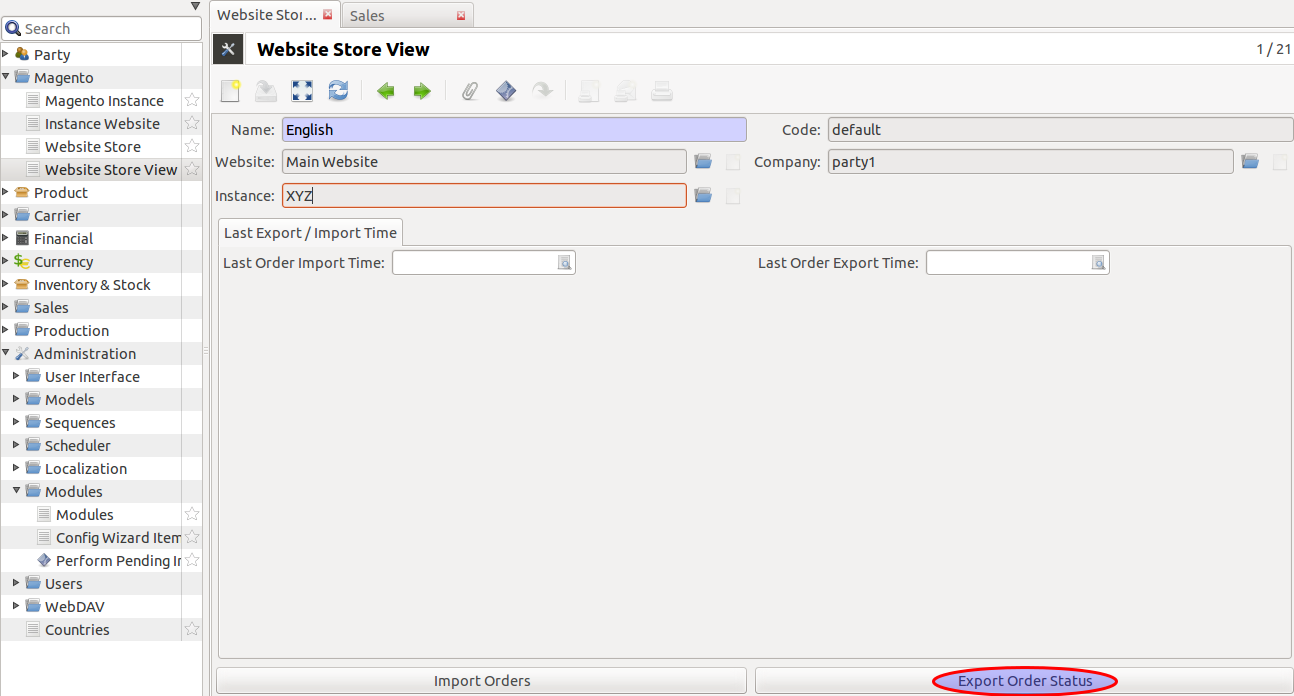 Website Stor...
Sales
Search
Website Store View
1 / 21
Party
Magento
Magento Instance
Instance Website
Website Store
Website Store View
Product
Carrier
Financial
Currency
Inventory & Stock
Sales
Production
Administration
User Interface
Models
Sequences
Scheduler
Localization
Modules
Modules
Config Wizard Item
Perform Pending In
Users
WebDAV
Countries
Name: English
Code: default
Website: Main Website
Company: party1
Instance: XYZ
Last Export / Import Time
Last Order Import Time:
Last Order Export Time:
Import Orders
Export Order Status